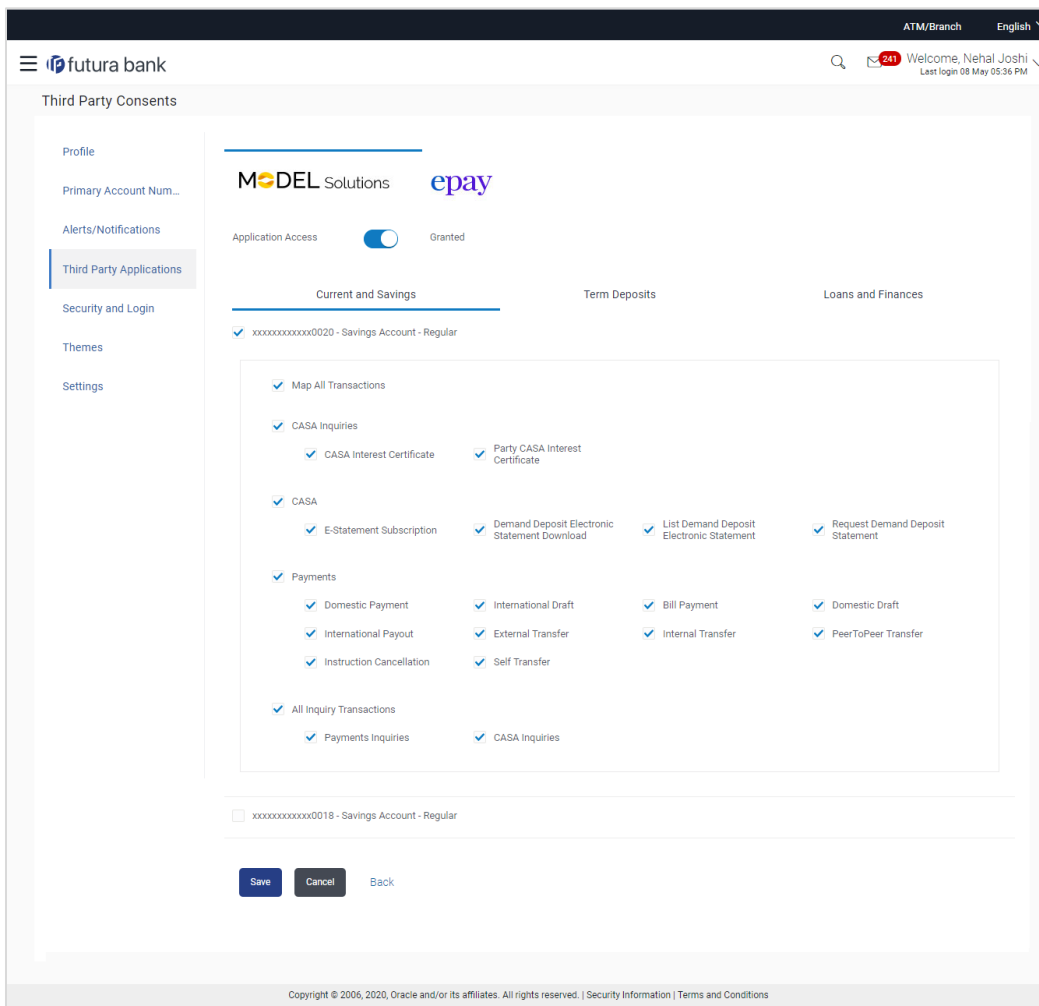 ATM/Branch English
futura bank
241 Welcome, Nehal Joshi
Last login 08 May 05:36 PM
Third Party Consents
Profile
Primary Account Num...
Alerts/Notifications
Third Party Applications
Security and Login
Themes
Settings
MODEL Solutions epay
Application Access Granted
Current and Savings Term Deposits Loans and Finances
xxxxxxxxxxxx0020 - Savings Account - Regular
Map All Transactions
CASA Inquiries
CASA Interest Certificate
Party CASA Interest
Certificate
CASA
E-Statement Subscription
Demand Deposit Electronic
Statement Download
List Demand Deposit
Electronic Statement
Request Demand Deposit
Statement
Payments
Domestic Payment International Draft Bill Payment Domestic Draft
International Payout External Transfer Internal Transfer PeerToPeer Transfer
Instruction Cancellation Self Transfer
All Inquiry Transactions
Payments Inquiries CASA Inquiries
xxxxxxxxxxxx0018 - Savings Account - Regular
Save Cancel Back
Copyright © 2006, 2020, Oracle and/or its affiliates. All rights reserved. | Security Information | Terms and Conditions